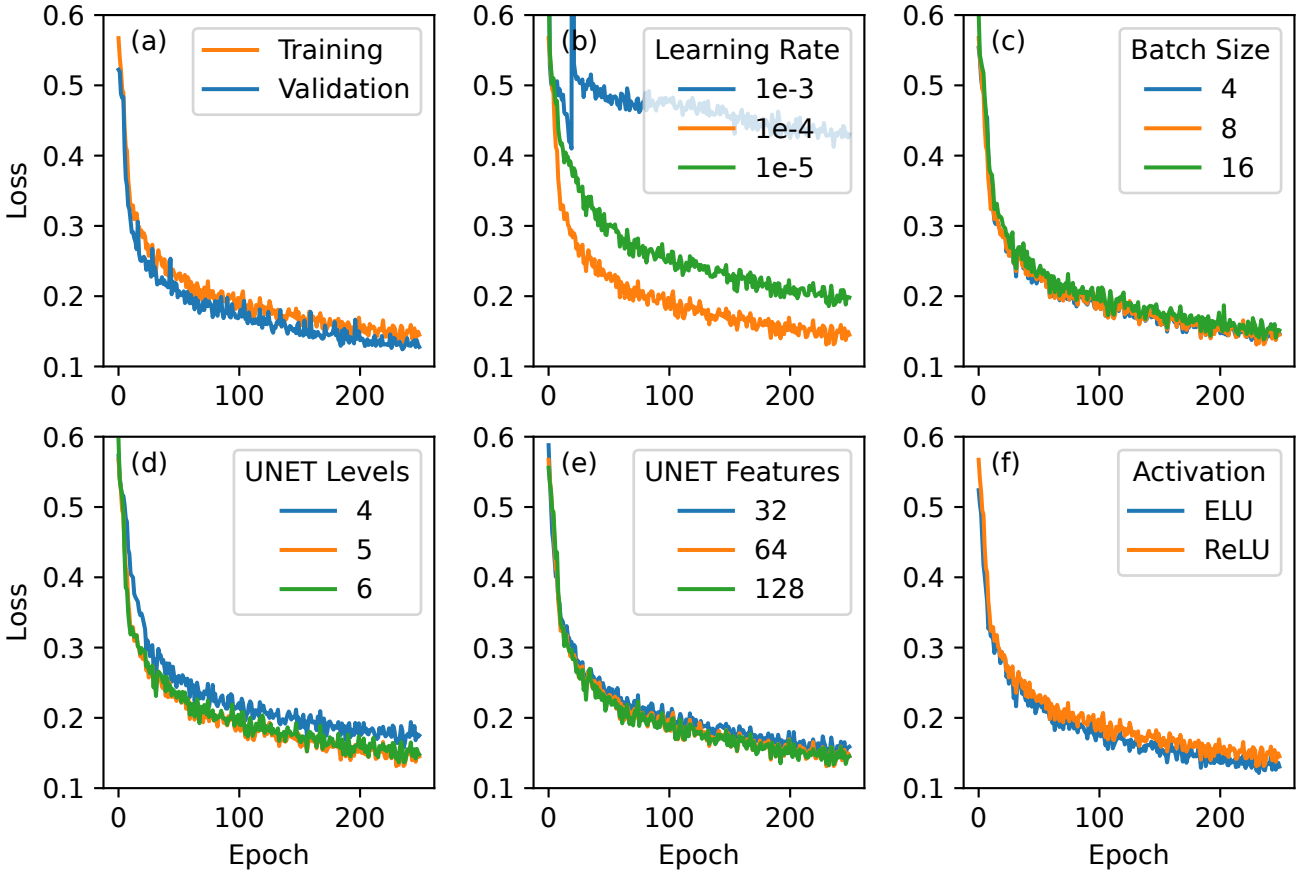 0.6
(a)
Training
Validation
0.5
0.4
0.3
0.2
0.1
Loss
0
100
200
0.6
(b)
Learning Rate
1e-3
1e-4
1e-5
0.5
0.4
0.3
0.2
0.1
0
100
200
0.6
(c)
Batch Size
4
8
16
0.5
0.4
0.3
0.2
0.1
0
100
200
0.6
(d)
UNET Levels
4
5
6
0.5
0.4
0.3
0.2
0.1
Loss
0
100
200
Epoch
0.6
(e)
UNET Features
32
64
128
0.5
0.4
0.3
0.2
0.1
0
100
200
Epoch
0.6
(f)
Activation
ELU
ReLU
0.5
0.4
0.3
0.2
0.1
0
100
200
Epoch